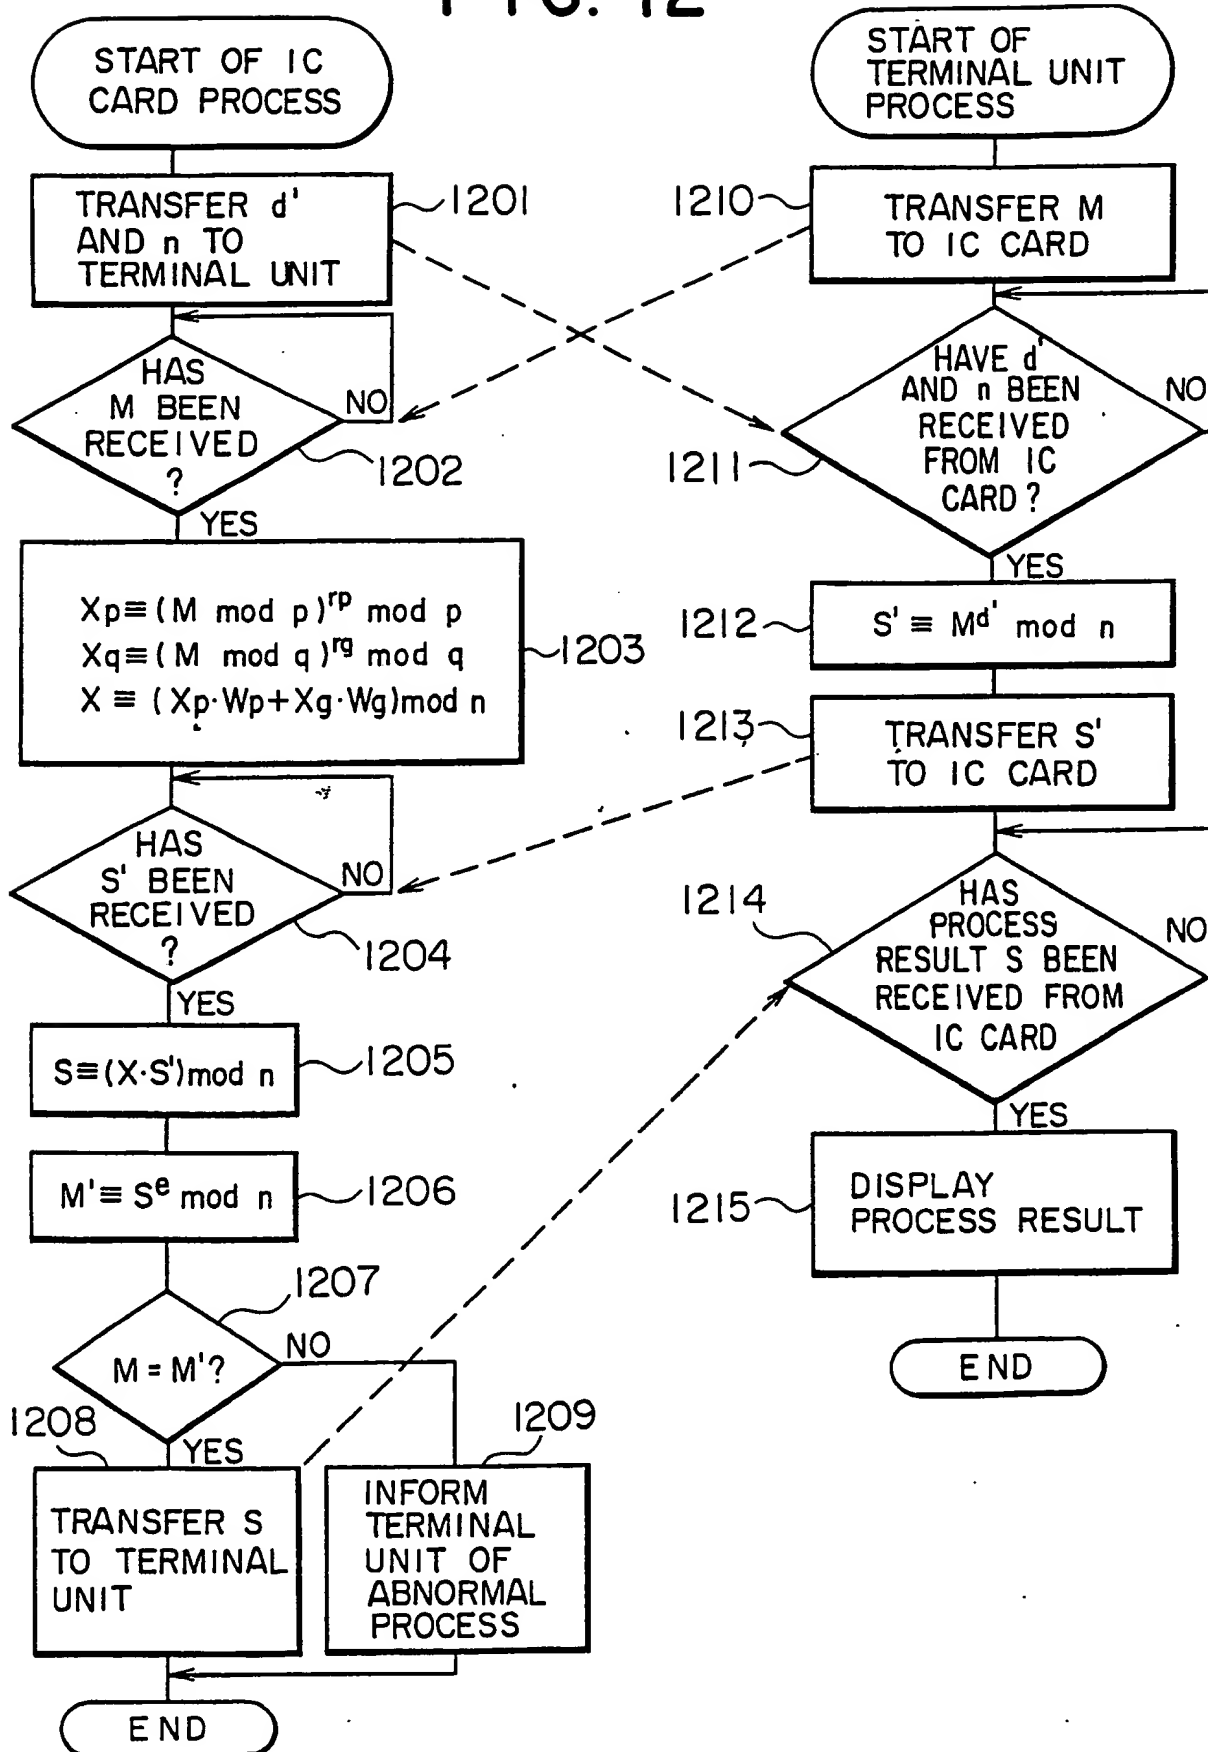 FIG. 12
START OF IC
CARD PROCESS
TRANSFER d'
AND n TO
TERMINAL UNIT
1201
HAS
M BEEN
RECEIVED
?
NO
1202
YES
Xp≡(M mod p)^rp mod p
Xq≡(M mod q)^rg mod q
X ≡ (Xp·Wp+Xg·Wg)mod n
1203
HAS
S' BEEN
RECEIVED
?
NO
1204
YES
S≡(X·S')mod n
1205
M'≡ S^e mod n
1206
1207
M = M'?
NO
1208
YES
TRANSFER S
TO TERMINAL
UNIT
1209
INFORM
TERMINAL
UNIT OF
ABNORMAL
PROCESS
END
START OF
TERMINAL UNIT
PROCESS
1210
TRANSFER M
TO IC CARD
HAVE d'
AND n BEEN
RECEIVED
FROM IC
CARD?
NO
1211
YES
1212
S' ≡ M^d' mod n
1213
TRANSFER S'
TO IC CARD
1214
HAS
PROCESS
RESULT S BEEN
RECEIVED FROM
IC CARD
NO
YES
1215
DISPLAY
PROCESS RESULT
END